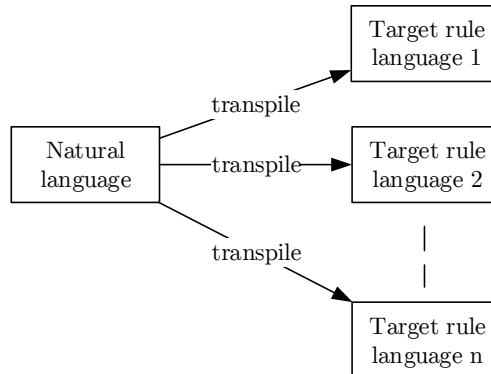 Target rule
language 1
transpile
Natural
language
transpile
Target rule
language 2
transpile
Target rule
language n